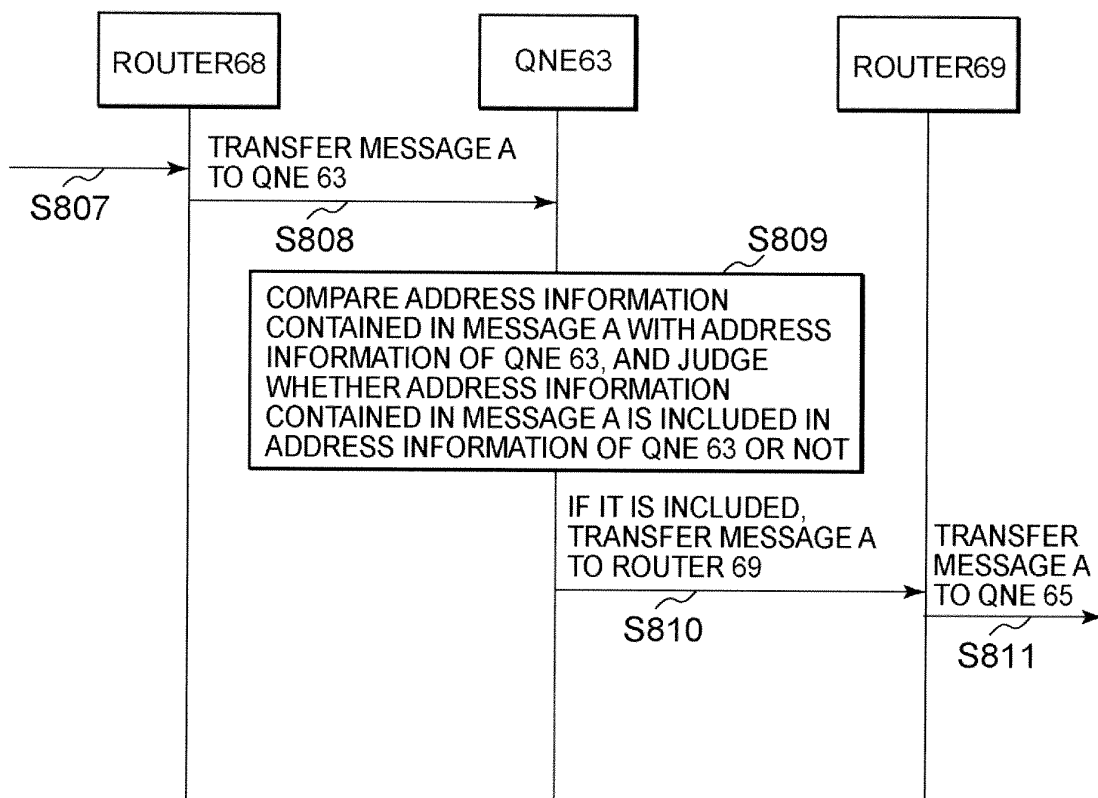 ROUTER68
QNE63
ROUTER69
TRANSFER MESSAGE A
TO QNE 63
S807
S808
S809
COMPARE ADDRESS INFORMATION
CONTAINED IN MESSAGE A WITH ADDRESS
INFORMATION OF QNE 63, AND JUDGE
WHETHER ADDRESS INFORMATION
CONTAINED IN MESSAGE A IS INCLUDED IN
ADDRESS INFORMATION OF QNE 63 OR NOT
IF IT IS INCLUDED,
TRANSFER MESSAGE A
TO ROUTER 69
S810
TRANSFER
MESSAGE A
TO QNE 65
S811